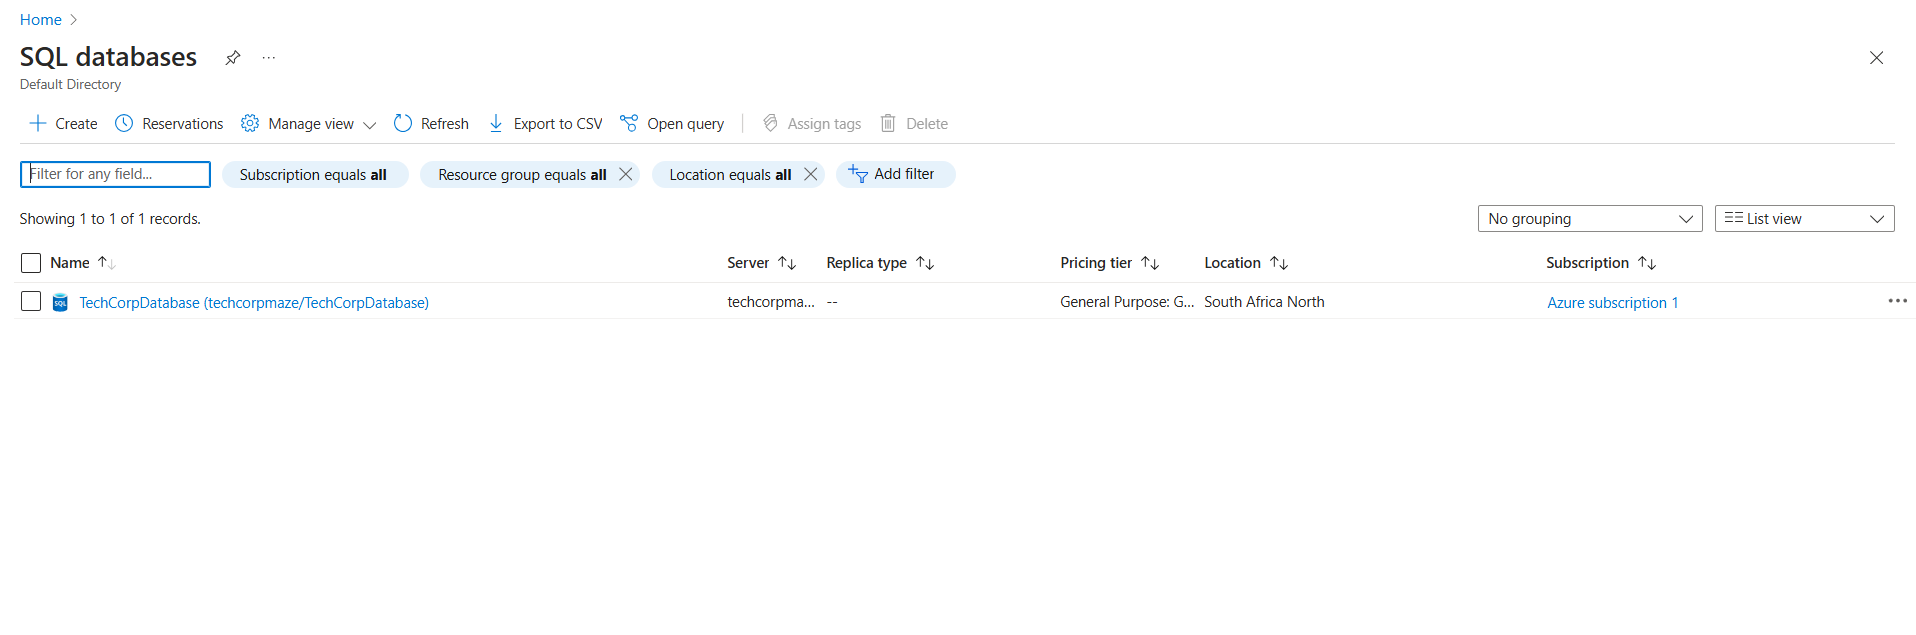 Home
SQL databases
Default Directory
Create Reservations Manage view Refresh Export to CSV Open query Assign tags Delete
Filter for any field... Subscription equals all Resource group equals all Location equals all Add filter
Showing 1 to 1 of 1 records. No grouping List view
Name Server Replica type Pricing tier Location Subscription
SQL TechCorpDatabase (techcorpmaze/TechCorpDatabase) techcorpma... -- General Purpose: G... South Africa North Azure subscription 1